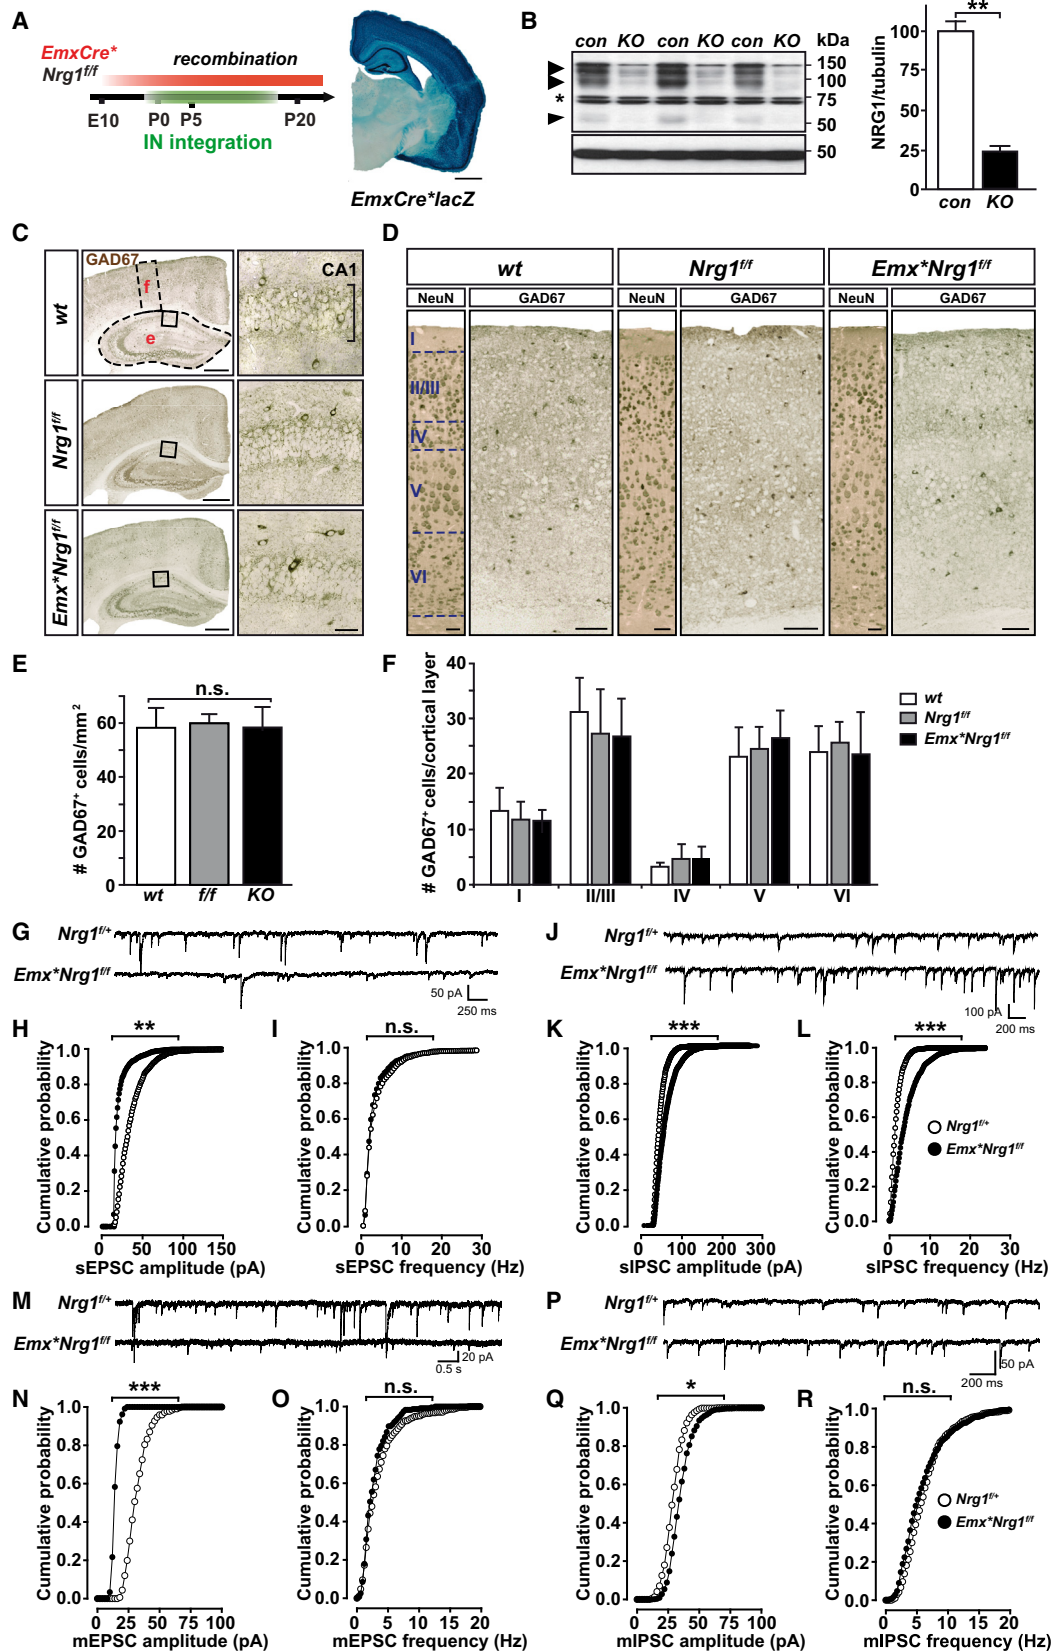 A
EmxCre*
Nrg1f/f
recombination
E10
P0
P5
P20
IN integration
EmxCre*lacZ
B
con KO con KO con KO
kDa
150
100
75
50
50
*
**
NRG1/tubulin
100
75
50
25
0
con KO
C
GAD67
f
e
CA1
wt
Nrg1f/f
Emx*Nrg1f/f
D
wt
Nrg1f/f
Emx*Nrg1f/f
NeuN GAD67 NeuN GAD67 NeuN GAD67
I
II/III
IV
V
VI
E
n.s.
# GAD67+ cells/mm2
60
40
20
0
wt f/f KO
F
# GAD67+ cells/cortical layer
40
30
20
10
0
I II/III IV V VI
wt
Nrg1f/f
Emx*Nrg1f/f
G
Nrg1f/+
Emx*Nrg1f/f
50 pA
250 ms
J
Nrg1f/+
Emx*Nrg1f/f
100 pA
200 ms
H
**
Cumulative probability
1.0
0.8
0.6
0.4
0.2
0.0
0 50 100 150
sEPSC amplitude (pA)
I
n.s.
Cumulative probability
1.0
0.8
0.6
0.4
0.2
0.0
0 10 20 30
sEPSC frequency (Hz)
K
***
Cumulative probability
1.0
0.8
0.6
0.4
0.2
0.0
0 100 200 300
sIPSC amplitude (pA)
L
***
Cumulative probability
1.0
0.8
0.6
0.4
0.2
0.0
0 10 20 30
sIPSC frequency (Hz)
Nrg1f/+
Emx*Nrg1f/f
M
Nrg1f/+
Emx*Nrg1f/f
20 pA
0.5 s
P
Nrg1f/+
Emx*Nrg1f/f
50 pA
200 ms
N
***
Cumulative probability
1.0
0.8
0.6
0.4
0.2
0.0
0 25 50 75 100
mEPSC amplitude (pA)
O
n.s.
Cumulative probability
1.0
0.8
0.6
0.4
0.2
0.0
0 5 10 15 20
mEPSC frequency (Hz)
Q
*
Cumulative probability
1.0
0.8
0.6
0.4
0.2
0.0
0 25 50 75 100
mIPSC amplitude (pA)
R
n.s.
Cumulative probability
1.0
0.8
0.6
0.4
0.2
0.0
0 5 10 15 20
mIPSC frequency (Hz)
Nrg1f/+
Emx*Nrg1f/f